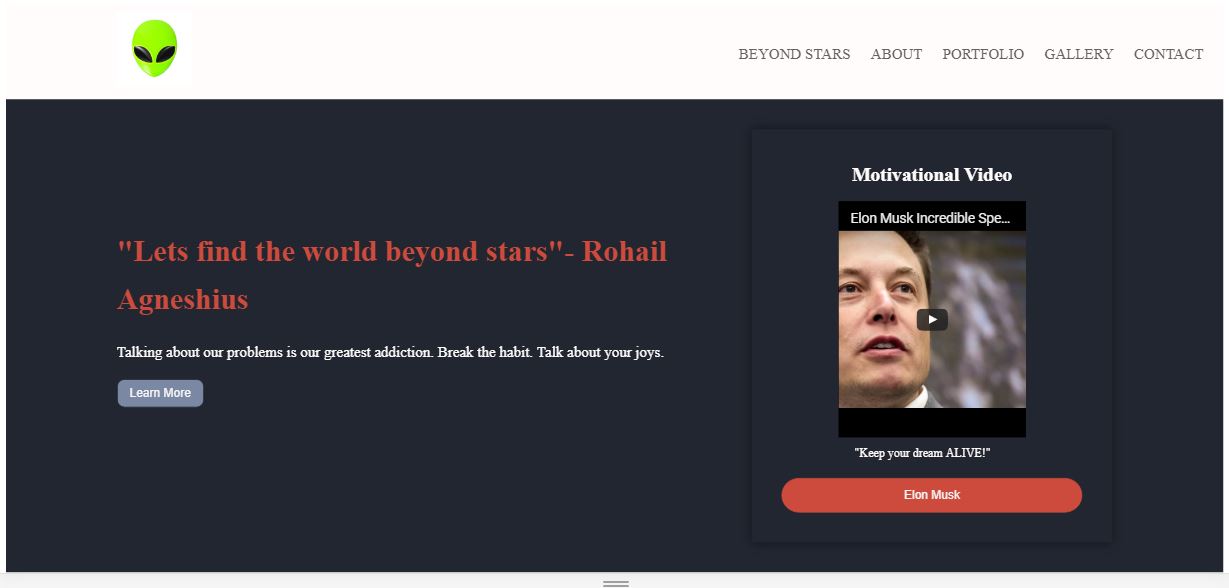 BEYOND STARS ABOUT PORTFOLIO GALLERY CONTACT
"Lets find the world beyond stars"- Rohail
Agneshius
Talking about our problems is our greatest addiction. Break the habit. Talk about your joys.
Learn More
Motivational Video
Elon Musk Incredible Spe...
"Keep your dream ALIVE!"
Elon Musk